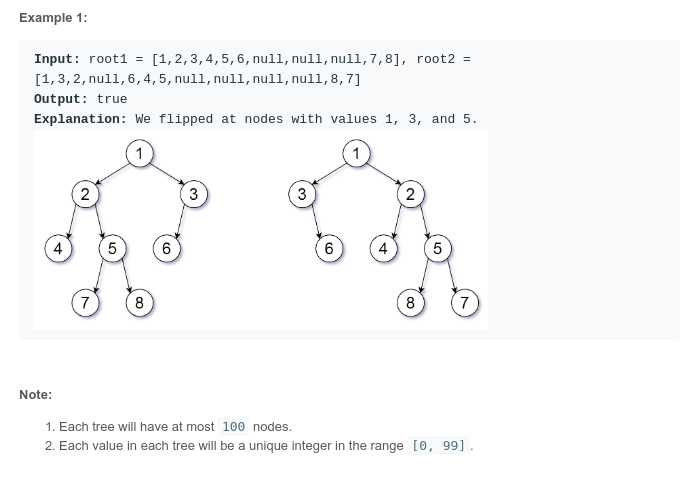 Example 1:
Input: root1 = [1,2,3,4,5,6,null,null,null,7,8], root2 =
[1,3,2,null,6,4,5,null,null,null,null,8,7]
Output: true
Explanation: We flipped at nodes with values 1, 3, and 5.
1 1
2 3 3 2
4 5 6 6 4 5
7 8 8 7
Note:
1. Each tree will have at most 100 nodes.
2. Each value in each tree will be a unique integer in the range [0, 99] .